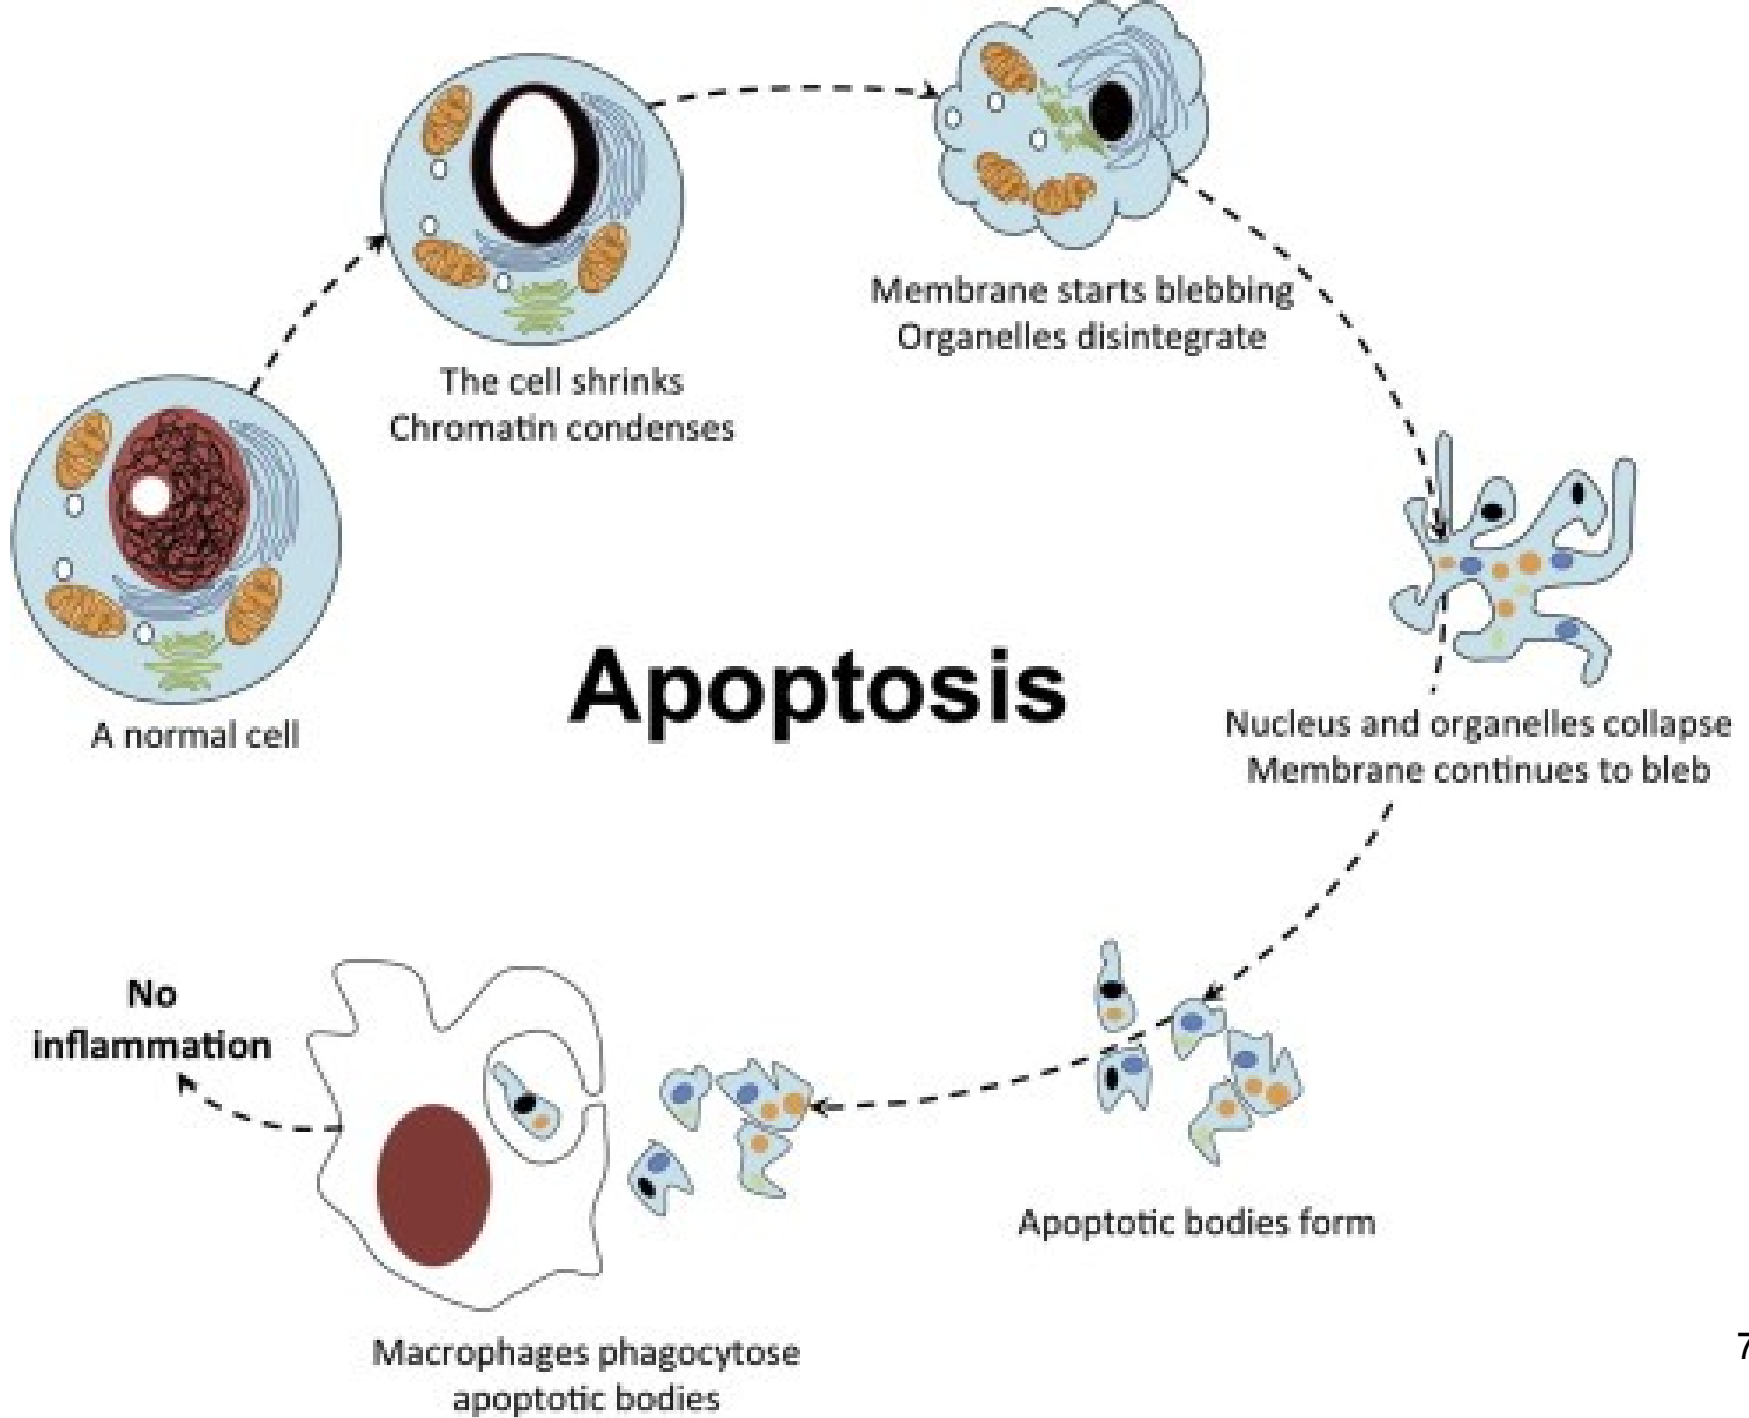 Membrane starts blebbing
Organelles disintegrate
The cell shrinks
Chromatin condenses
Apoptosis
A normal cell
Nucleus and organelles collapse
Membrane continues to bleb
No
inflammation
Apoptotic bodies form
Macrophages phagocytose
apoptotic bodies
7